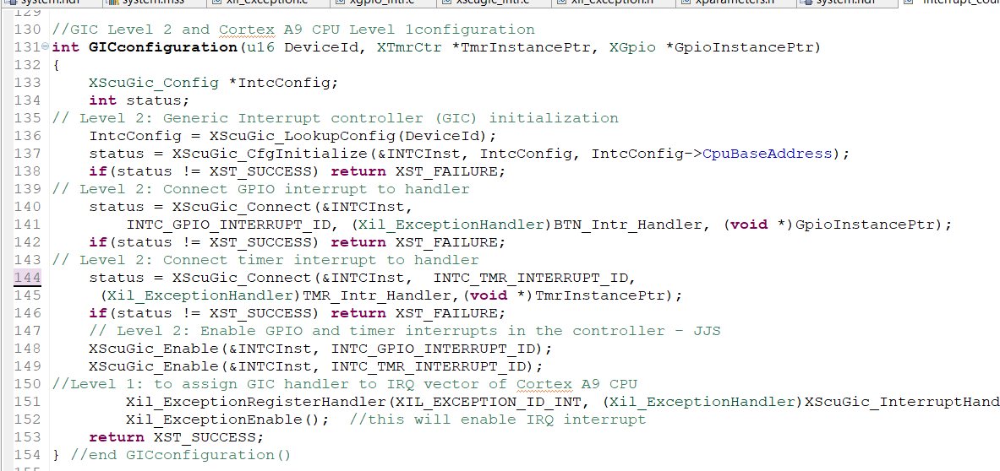 system.hdf system.mss xil_exception.c xgpio_intr.c xscugic_intr.c xil_exception.h xparameters.h system.hdf interrupt_cou
129
130 //GIC Level 2 and Cortex A9 CPU Level 1configuration
131 int GICconfiguration(u16 DeviceId, XTmrCtr *TmrInstancePtr, XGpio *GpioInstancePtr)
132 {
133 XScuGic_Config *IntcConfig;
134 int status;
135 // Level 2: Generic Interrupt controller (GIC) initialization
136 IntcConfig = XScuGic_LookupConfig(DeviceId);
137 status = XScuGic_CfgInitialize(&INTCInst, IntcConfig, IntcConfig->CpuBaseAddress);
138 if(status != XST_SUCCESS) return XST_FAILURE;
139 // Level 2: Connect GPIO interrupt to handler
140 status = XScuGic_Connect(&INTCInst,
141 INTC_GPIO_INTERRUPT_ID, (Xil_ExceptionHandler)BTN_Intr_Handler, (void *)GpioInstancePtr);
142 if(status != XST_SUCCESS) return XST_FAILURE;
143 // Level 2: Connect timer interrupt to handler
144 status = XScuGic_Connect(&INTCInst, INTC_TMR_INTERRUPT_ID,
145 (Xil_ExceptionHandler)TMR_Intr_Handler,(void *)TmrInstancePtr);
146 if(status != XST_SUCCESS) return XST_FAILURE;
147 // Level 2: Enable GPIO and timer interrupts in the controller - JJS
148 XScuGic_Enable(&INTCInst, INTC_GPIO_INTERRUPT_ID);
149 XScuGic_Enable(&INTCInst, INTC_TMR_INTERRUPT_ID);
150 //Level 1: to assign GIC handler to IRQ vector of Cortex A9 CPU
151 Xil_ExceptionRegisterHandler(XIL_EXCEPTION_ID_INT, (Xil_ExceptionHandler)XScuGic_InterruptHand
152 Xil_ExceptionEnable(); //this will enable IRQ interrupt
153 return XST_SUCCESS;
154 } //end GICconfiguration()